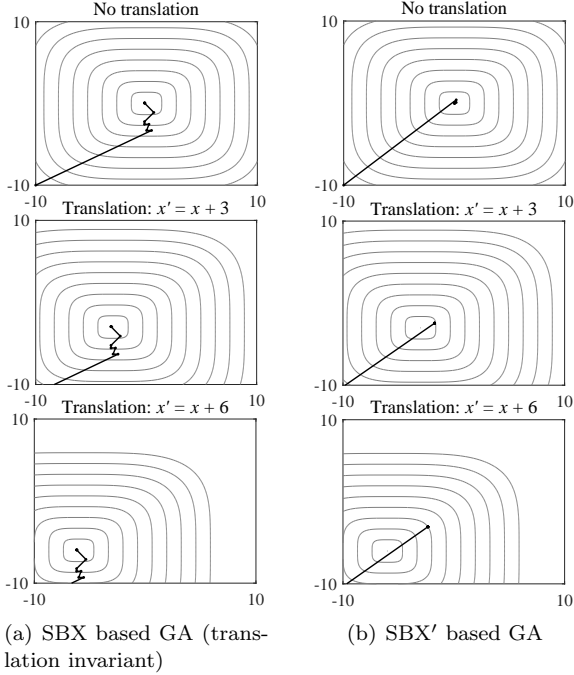 No translation
10
-10
-10
10
Translation: x′ = x + 3
10
-10
-10
10
Translation: x′ = x + 6
10
-10
-10
10
(a) SBX based GA (trans-
lation invariant)
No translation
10
-10
-10
10
Translation: x′ = x + 3
10
-10
-10
10
Translation: x′ = x + 6
10
-10
-10
10
(b) SBX′ based GA